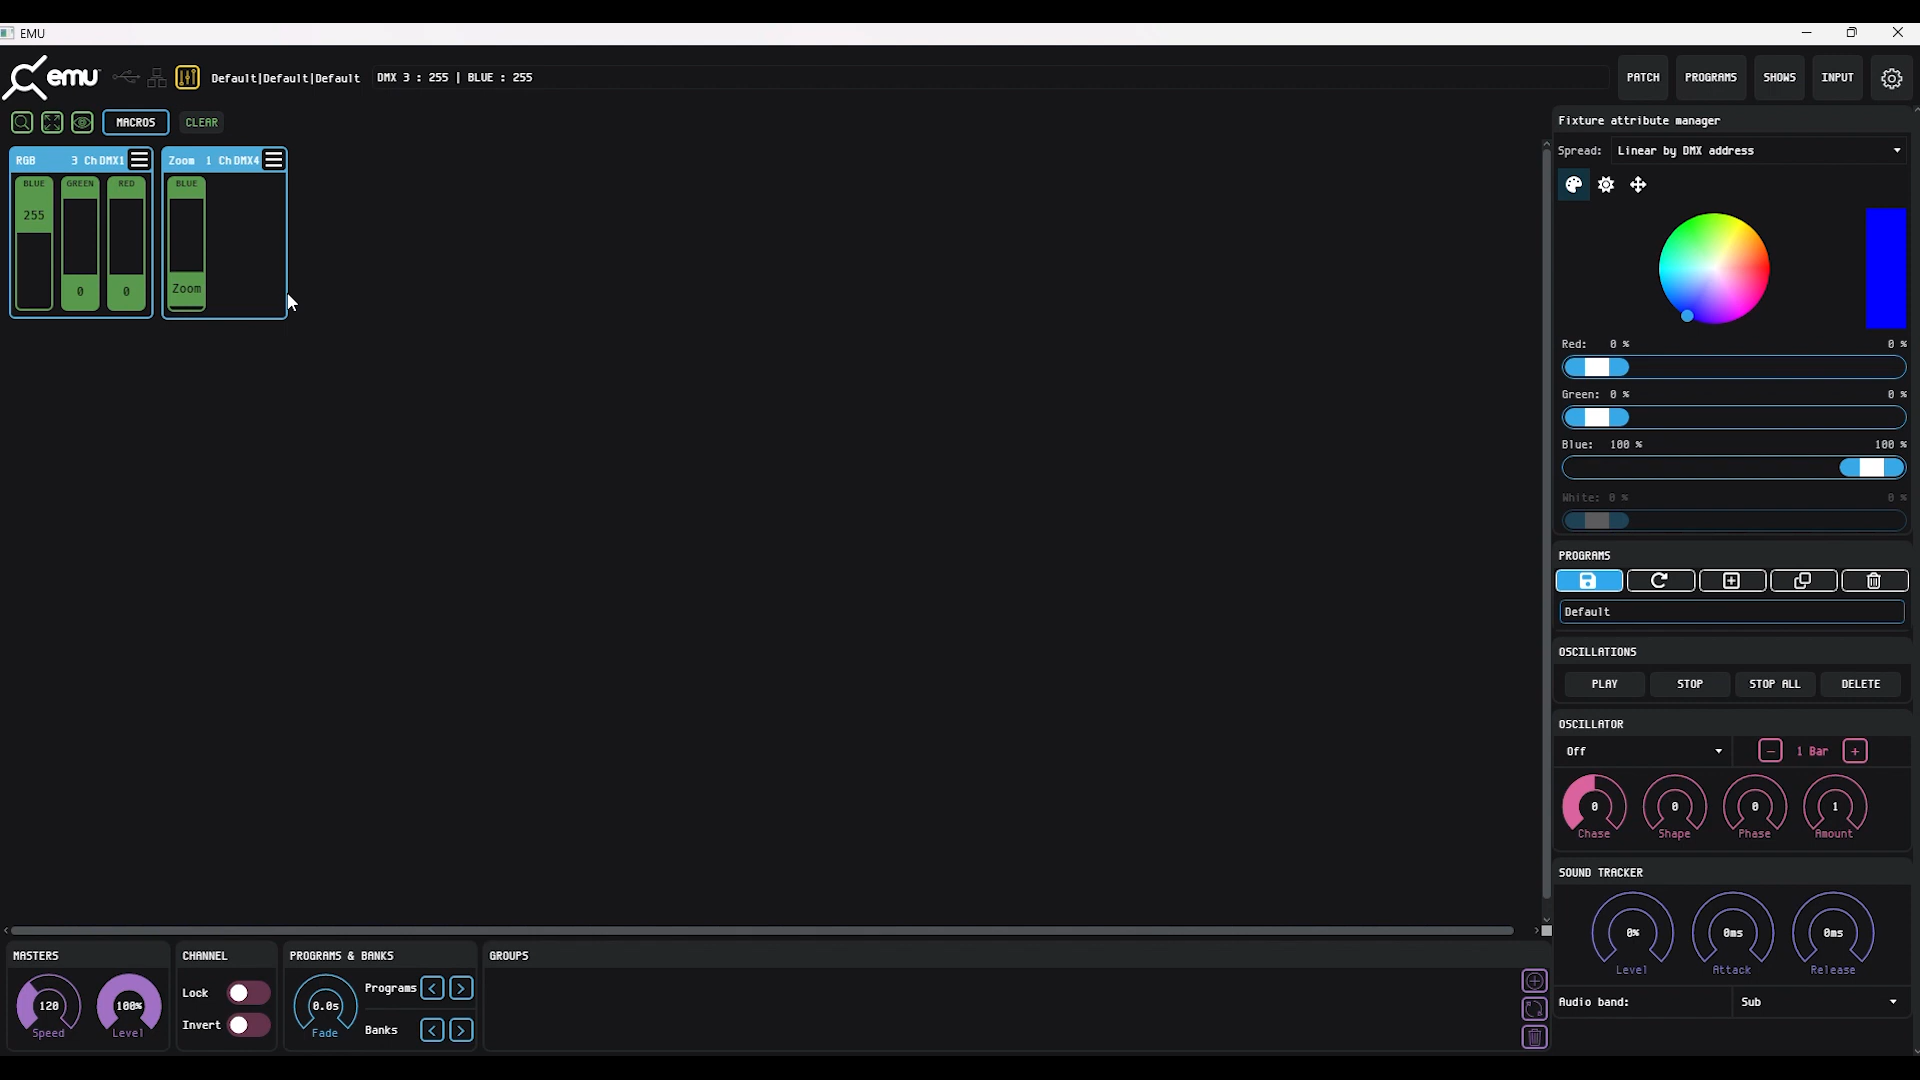 EMU
emu
Default|Default|Default
DMX 3 : 255 | BLUE : 255
PATCH
PROGRAMS
SHOWS
INPUT
MACROS
CLEAR
RGB 3 Ch DMX1
BLUE GREEN RED
255
0 0
Zoom 1 Ch DMX4
BLUE
Zoom
Fixture attribute manager
Spread: Linear by DMX address
Red: 0 % 0 %
Green: 0 % 0 %
Blue: 100 % 100 %
White: 0 % 0 %
PROGRAMS
Default
OSCILLATIONS
PLAY STOP STOP ALL DELETE
OSCILLATOR
Off
− 1 Bar +
0 0 0 1
Chase Shape Phase Amount
SOUND TRACKER
0% 0ms 0ms
Level Attack Release
Audio band: Sub
MASTERS
120 100%
Speed Level
CHANNEL
Lock
Invert
PROGRAMS & BANKS
0.0s
Fade
Programs < >
Banks < >
GROUPS